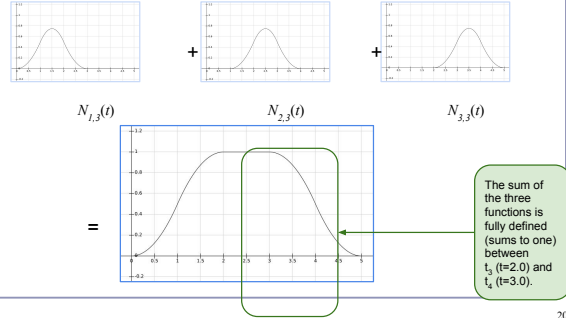 + +
N1,3(t) N2,3(t) N3,3(t)
1.2
1
0.8
0.6
0.4
0.2
0
-0.2
0.5 1 1.5 2 2.5 3 3.5 4 4.5 5
=
The sum of
the three
functions is
fully defined
(sums to one)
between
t3 (t=2.0) and
t4 (t=3.0).